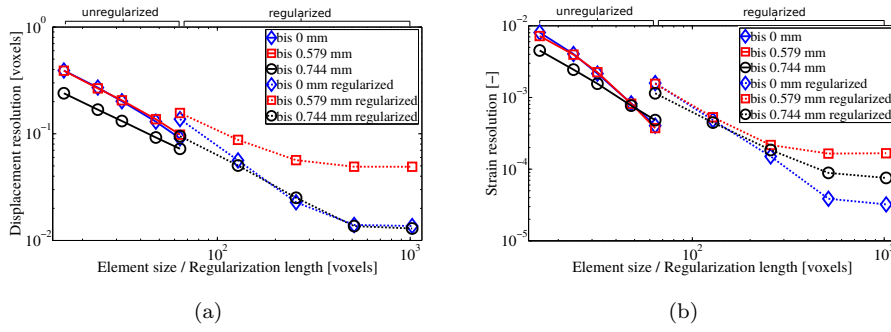 unregularized
regularized
10^0
10^-1
10^-2
Displacement resolution [voxels]
bis 0 mm
bis 0.579 mm
bis 0.744 mm
bis 0 mm regularized
bis 0.579 mm regularized
bis 0.744 mm regularized
10^2
10^3
Element size / Regularization length [voxels]
(a)
unregularized
regularized
10^-2
10^-3
10^-4
10^-5
Strain resolution [−]
bis 0 mm
bis 0.579 mm
bis 0.744 mm
bis 0 mm regularized
bis 0.579 mm regularized
bis 0.744 mm regularized
10^2
10^3
Element size / Regularization length [voxels]
(b)